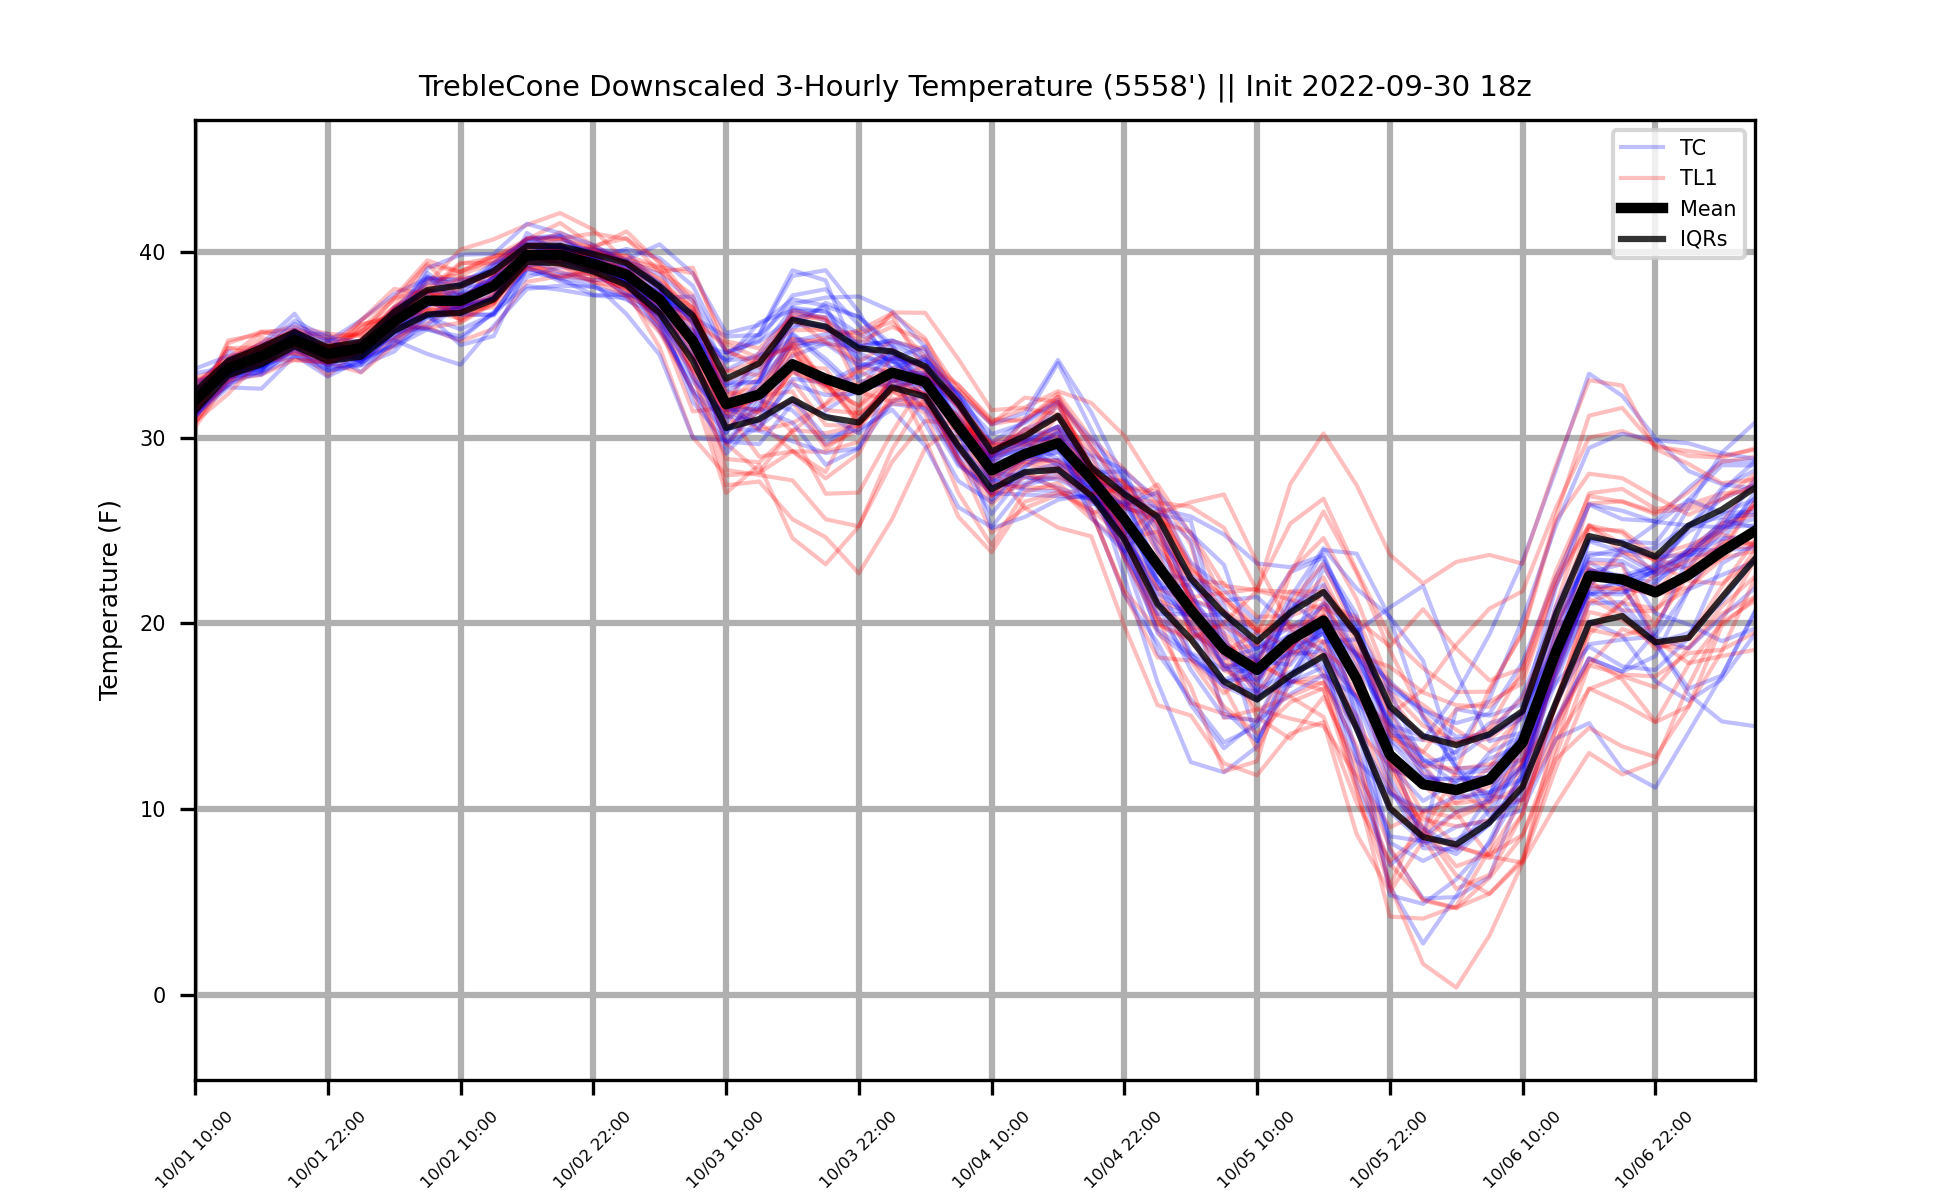 TrebleCone Downscaled 3-Hourly Temperature (5558') || Init 2022-09-30 18z
TC
TL1
Mean
IQRs
Temperature (F)
40
30
20
10
0
10/01 10:00
10/01 22:00
10/02 10:00
10/02 22:00
10/03 10:00
10/03 22:00
10/04 10:00
10/04 22:00
10/05 10:00
10/05 22:00
10/06 10:00
10/06 22:00